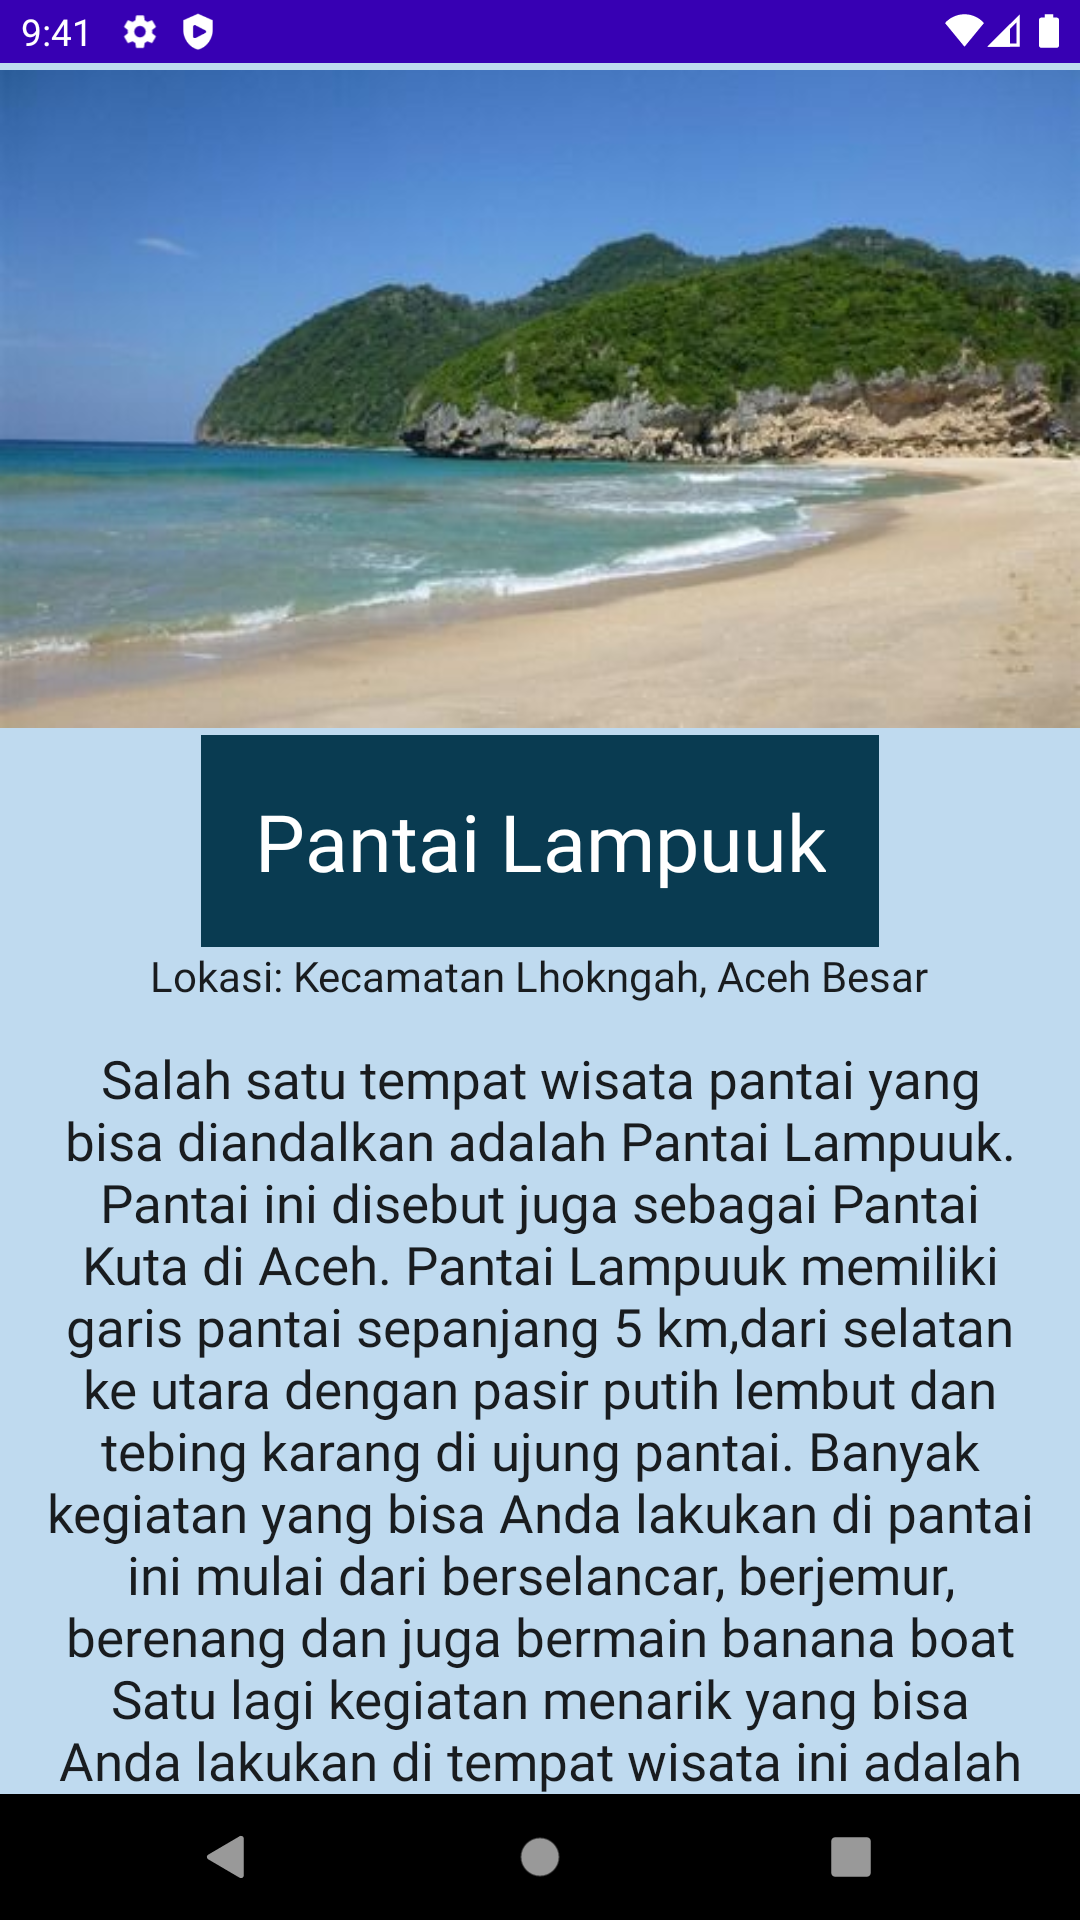 9:41
Pantai Lampuuk
Lokasi: Kecamatan Lhokngah, Aceh Besar
Salah satu tempat wisata pantai yang
bisa diandalkan adalah Pantai Lampuuk.
Pantai ini disebut juga sebagai Pantai
Kuta di Aceh. Pantai Lampuuk memiliki
garis pantai sepanjang 5 km,dari selatan
ke utara dengan pasir putih lembut dan
tebing karang di ujung pantai. Banyak
kegiatan yang bisa Anda lakukan di pantai
ini mulai dari berselancar, berjemur,
berenang dan juga bermain banana boat
Satu lagi kegiatan menarik yang bisa
Anda lakukan di tempat wisata ini adalah